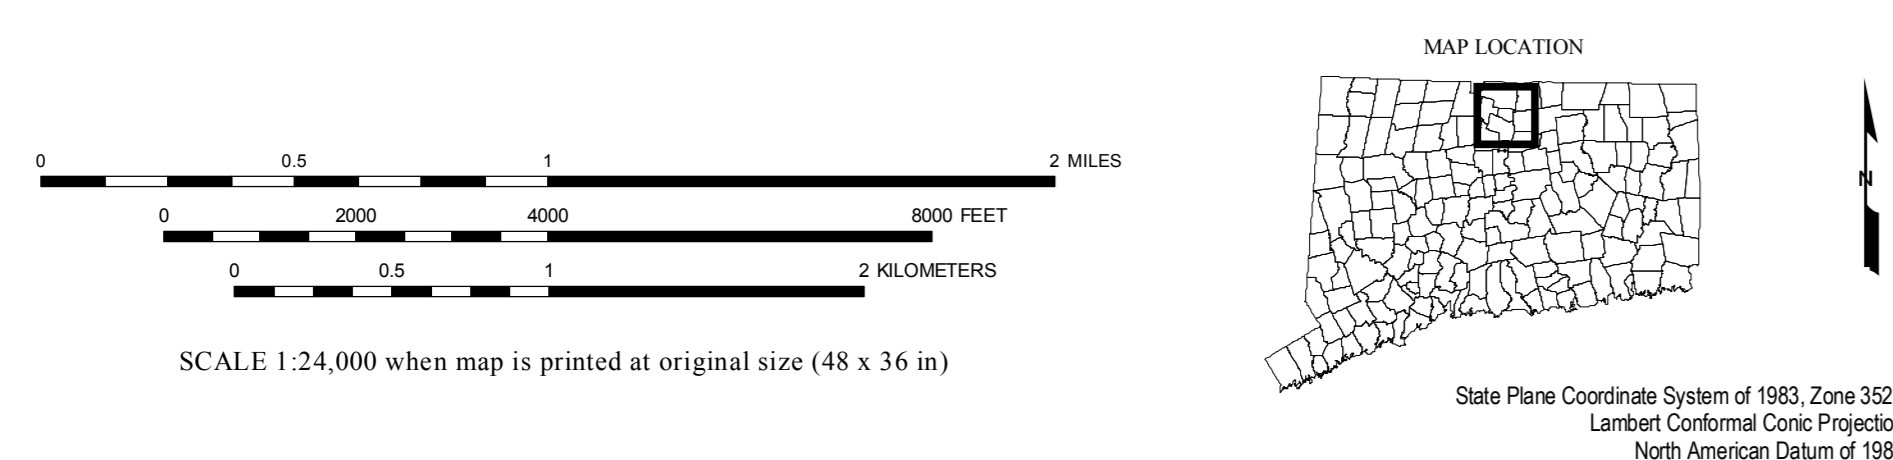 MAP LOCATION
0 0.5 1 2 MILES
0 2000 4000 8000 FEET
0 0.5 1 2 KILOMETERS
N
SCALE 1:24,000 when map is printed at original size (48 x 36 in)
State Plane Coordinate System of 1983, Zone 352
Lambert Conformal Conic Projectio
North American Datum of 198